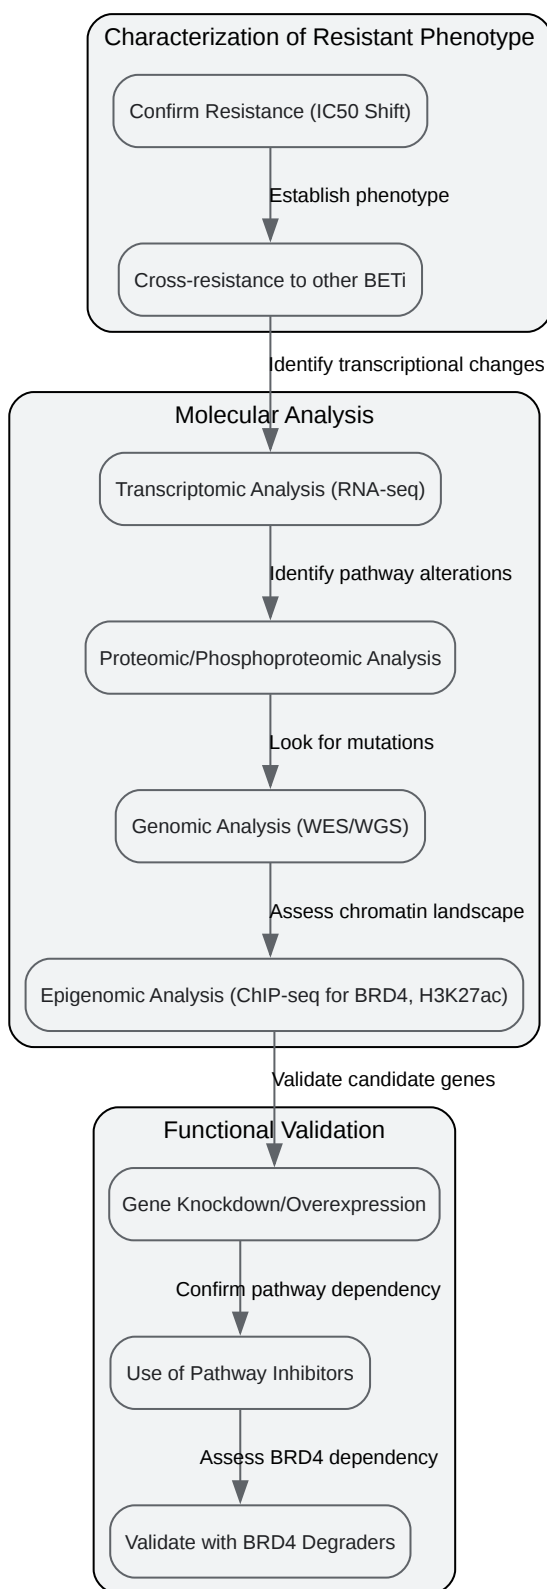 Characterization of Resistant Phenotype
Confirm Resistance (IC50 Shift)
Establish phenotype
Cross-resistance to other BETi
Identify transcriptional changes
Molecular Analysis
Transcriptomic Analysis (RNA-seq)
Identify pathway alterations
Proteomic/Phosphoproteomic Analysis
Look for mutations
Genomic Analysis (WES/WGS)
Assess chromatin landscape
Epigenomic Analysis (ChIP-seq for BRD4, H3K27ac)
Validate candidate genes
Functional Validation
Gene Knockdown/Overexpression
Confirm pathway dependency
Use of Pathway Inhibitors
Assess BRD4 dependency
Validate with BRD4 Degraders